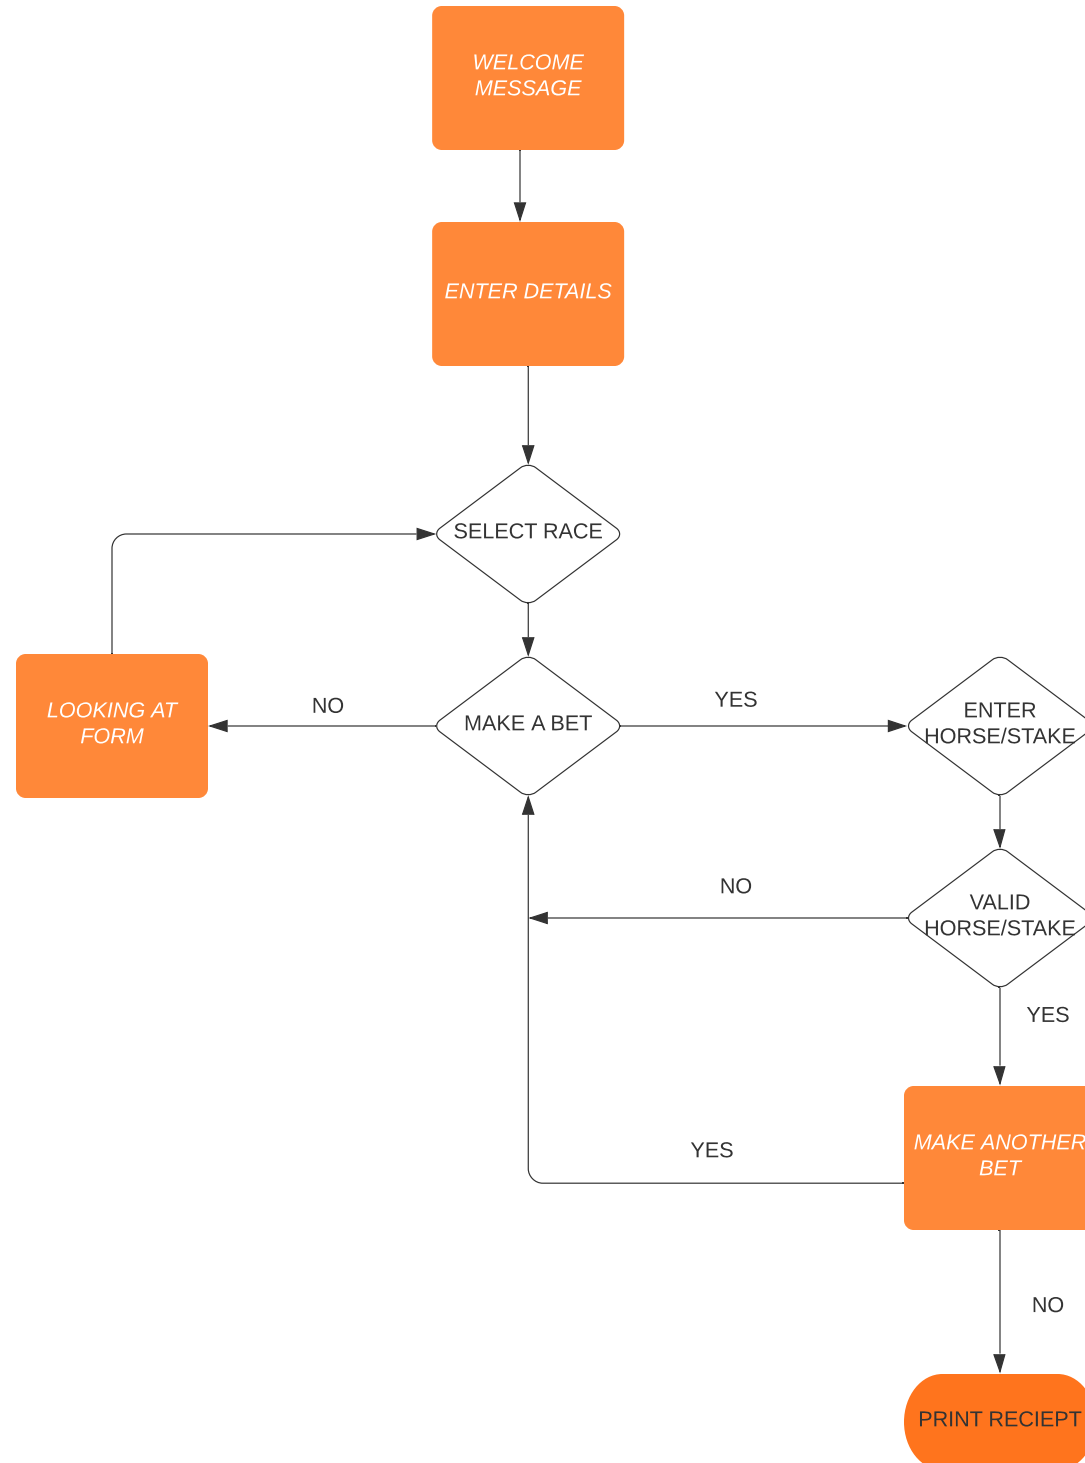 WELCOME
MESSAGE
ENTER DETAILS
SELECT RACE
LOOKING AT
FORM
NO
MAKE A BET
YES
ENTER
HORSE/STAKE
NO
VALID
HORSE/STAKE
YES
MAKE ANOTHER
BET
YES
NO
PRINT RECIEPT